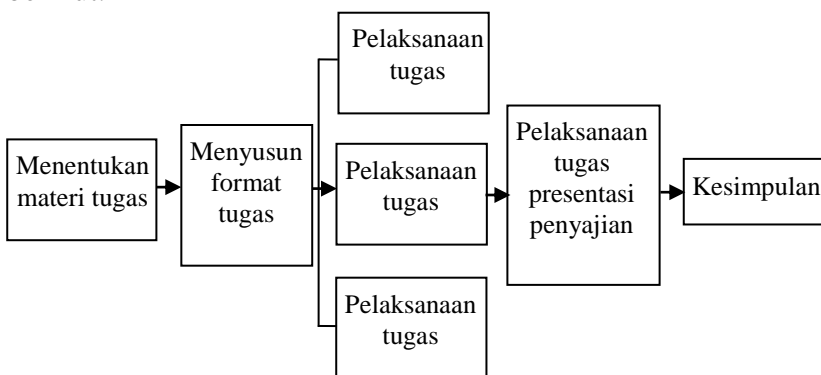 Menentukan
materi tugas
Menyusun
format
tugas
Pelaksanaan
tugas
Pelaksanaan
tugas
Pelaksanaan
tugas
Pelaksanaan
tugas
presentasi
penyajian
Kesimpulan